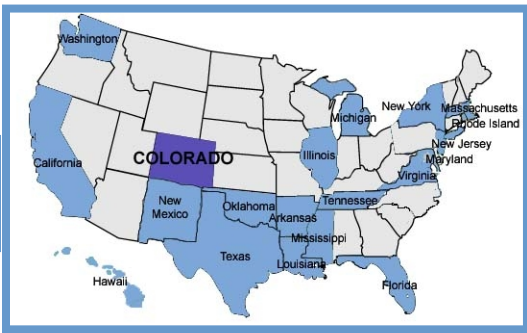 Washington
New York
Massachusetts
Michigan
Rhode Island
New Jersey
California
COLORADO
Illinois
Maryland
Virginia
New
Mexico
Oklahoma
Arkansas
Tennessee
Mississippi
Texas
Louisiana
Hawaii
Florida